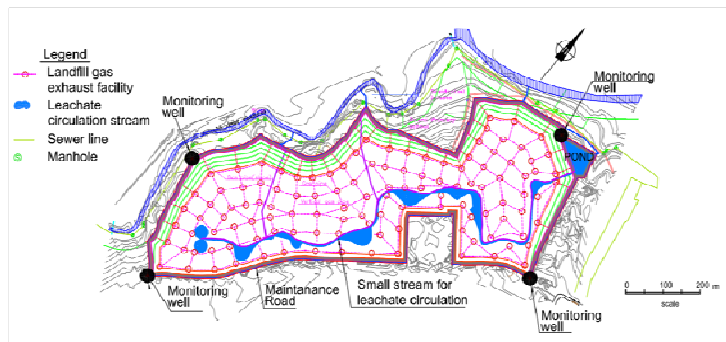 Legend
Landfill gas
exhaust facility
Leachate
circulation stream
Sewer line
Manhole
Monitoring
well
Monitoring
well
POND
Monitoring
well
Maintanance
Road
Small stream for
leachate circulation
Monitoring
well
0 100 200 m
scale